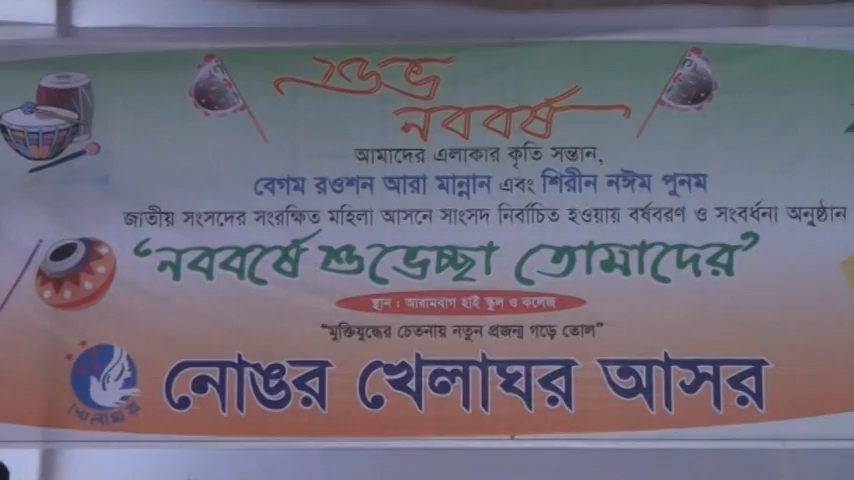 শুভ
নববর্ষ
আমাদের এলাকার কৃতি সন্তান,
বেগম রওশন আরা মান্নান এবং শিরীন নঈম পুনম
জাতীয় সংসদের সংরক্ষিত মহিলা আসনে সাংসদ নির্বাচিত হওয়ায় বর্ষবরণ ও সংবর্ধনা অনুষ্ঠান
‘নববর্ষে শুভেচ্ছা তোমাদের’
স্থান : আরামবাগ হাই স্কুল ও কলেজ
“মুক্তিযুদ্ধের চেতনায় নতুন প্রজন্ম গড়ে তোল”
নোঙর খেলাঘর আসর
খেলাঘর